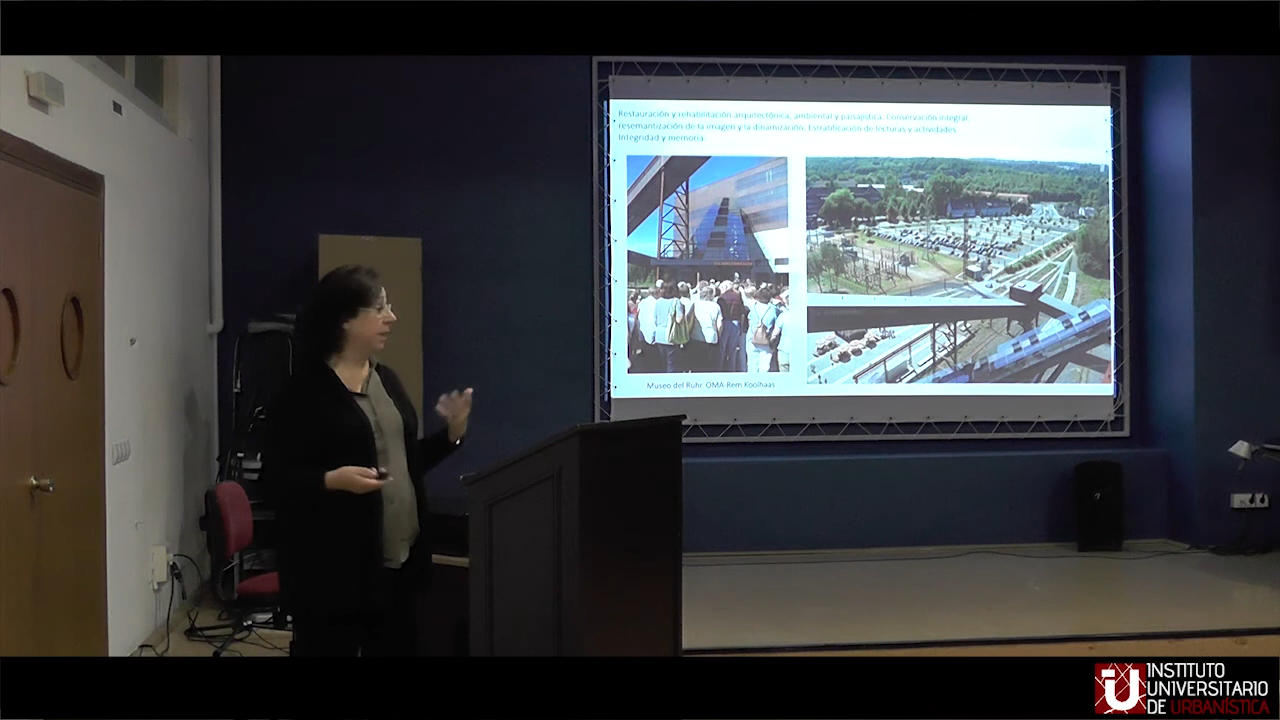 Restauración y rehabilitación arquitectónica, ambiental y paisajística. Conservación integral,
resemantización de la imagen y la dinamización. Estratificación de lecturas y actividades.
Integridad y memoria.
Museo del Ruhr. OMA-Rem Koolhaas
INSTITUTO
UNIVERSITARIO
DE URBANÍSTICA